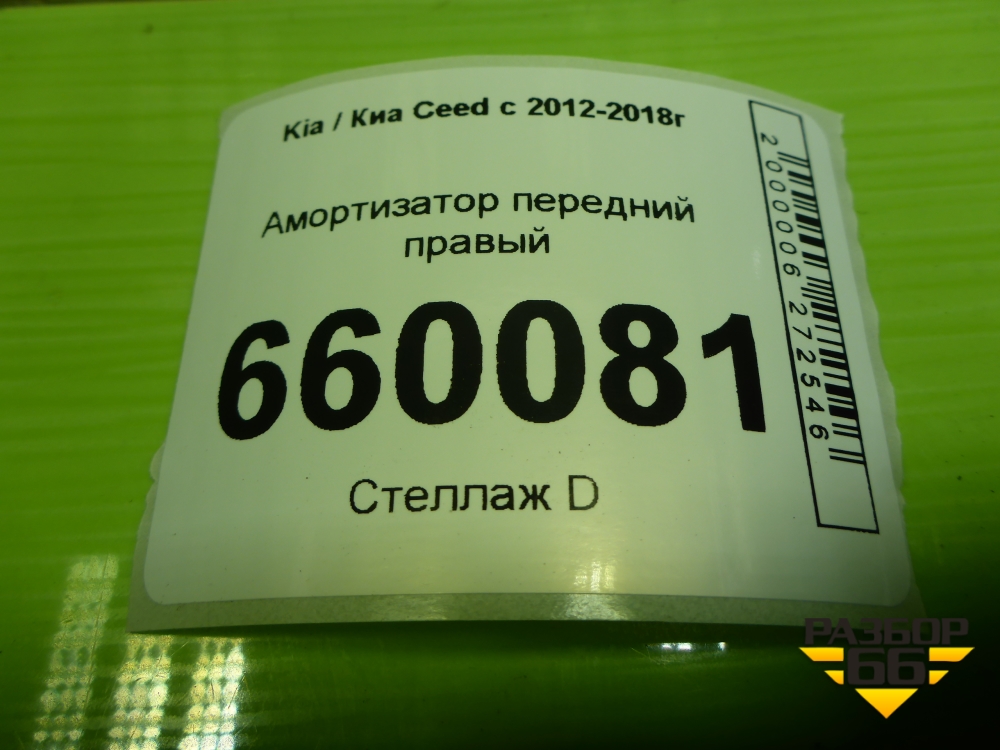 Kia / Киа Ceed с 2012-2018г
Амортизатор передний
правый
660081
Стеллаж D
2000006272546
РАЗБОР
66